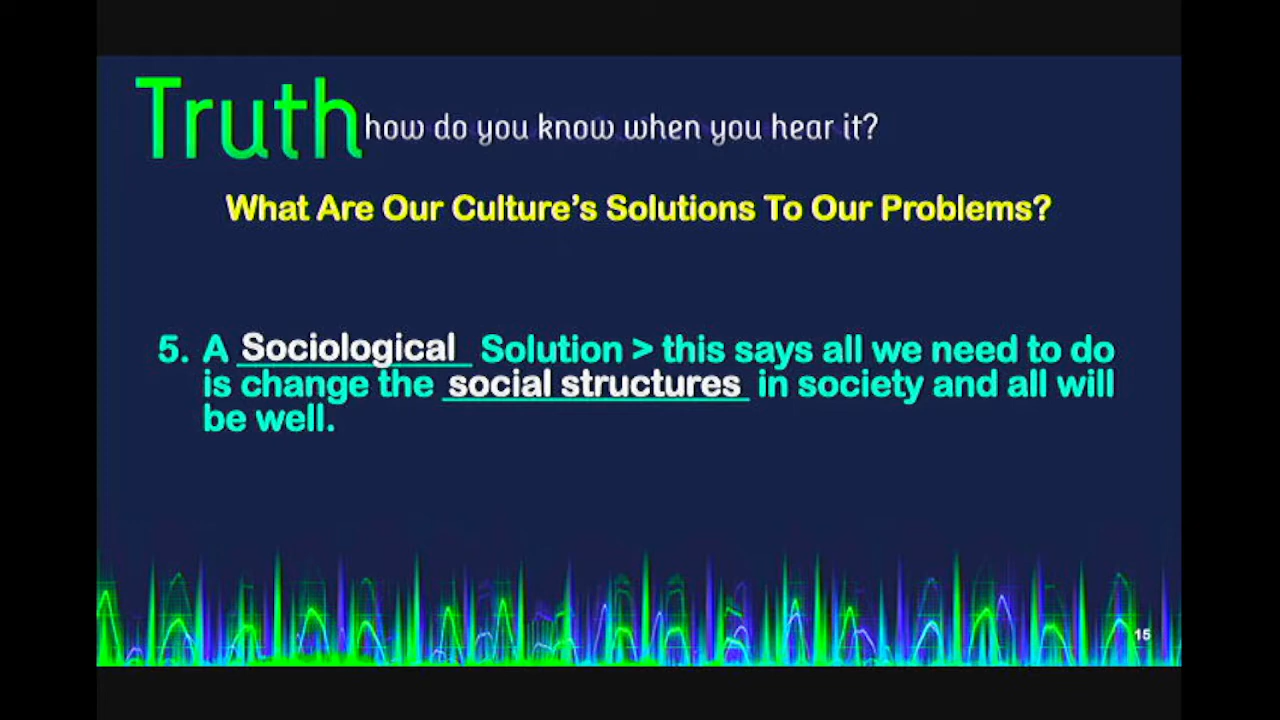 Truth how do you know when you hear it?
What Are Our Culture's Solutions To Our Problems?
5. A Sociological Solution > this says all we need to do
is change the social structures in society and all will
be well.
15